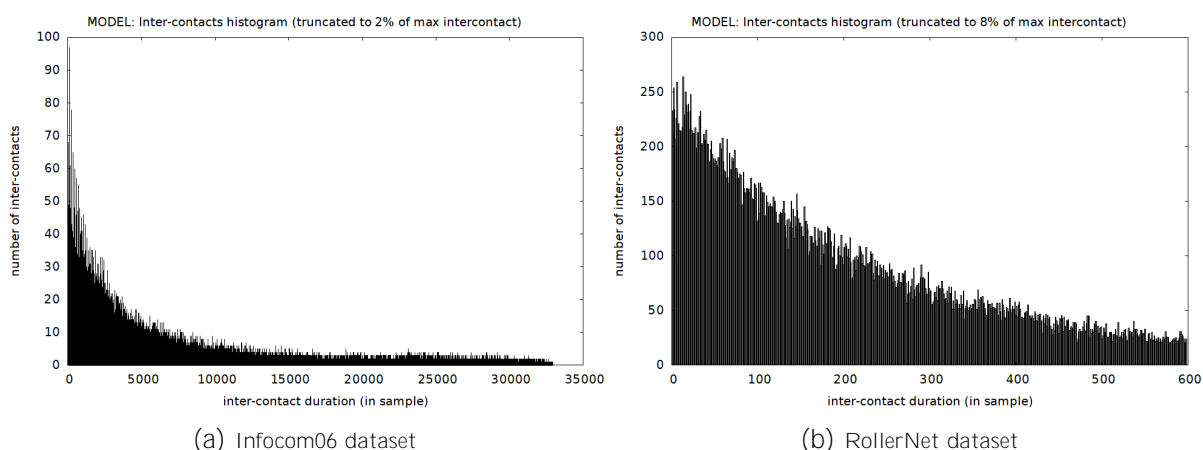 MODEL: Inter-contacts histogram (truncated to 2% of max intercontact)
number of inter-contacts
100
90
80
70
60
50
40
30
20
10
0
0 5000 10000 15000 20000 25000 30000 35000
inter-contact duration (in sample)
(a) Infocom06 dataset
MODEL: Inter-contacts histogram (truncated to 8% of max intercontact)
number of inter-contacts
300
250
200
150
100
50
0
0 100 200 300 400 500 600
inter-contact duration (in sample)
(b) RollerNet dataset